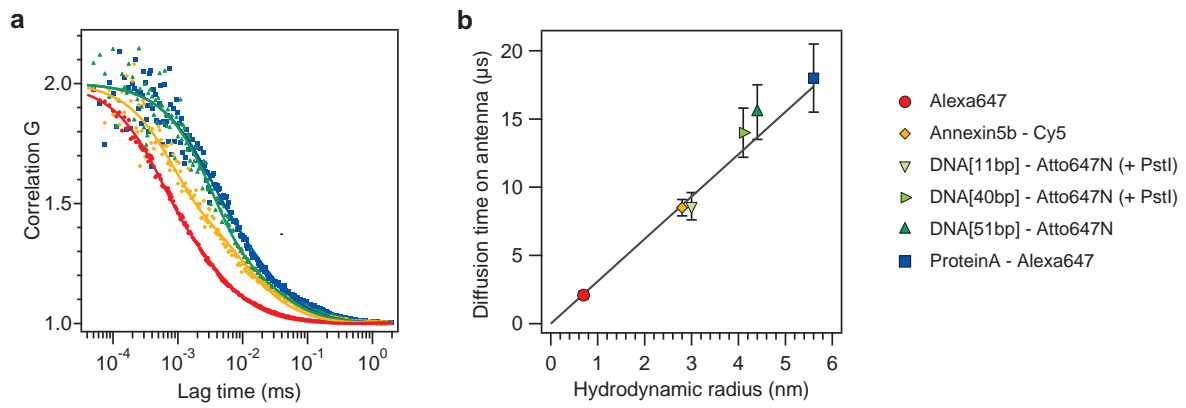 a
2.0
1.5
1.0
Correlation G
10-4
10-3
10-2
10-1
100
Lag time (ms)
b
20
15
10
5
0
Diffusion time on antenna (µs)
0
1
2
3
4
5
6
Hydrodynamic radius (nm)
Alexa647
Annexin5b - Cy5
DNA[11bp] - Atto647N (+ PstI)
DNA[40bp] - Atto647N (+ PstI)
DNA[51bp] - Atto647N
ProteinA - Alexa647